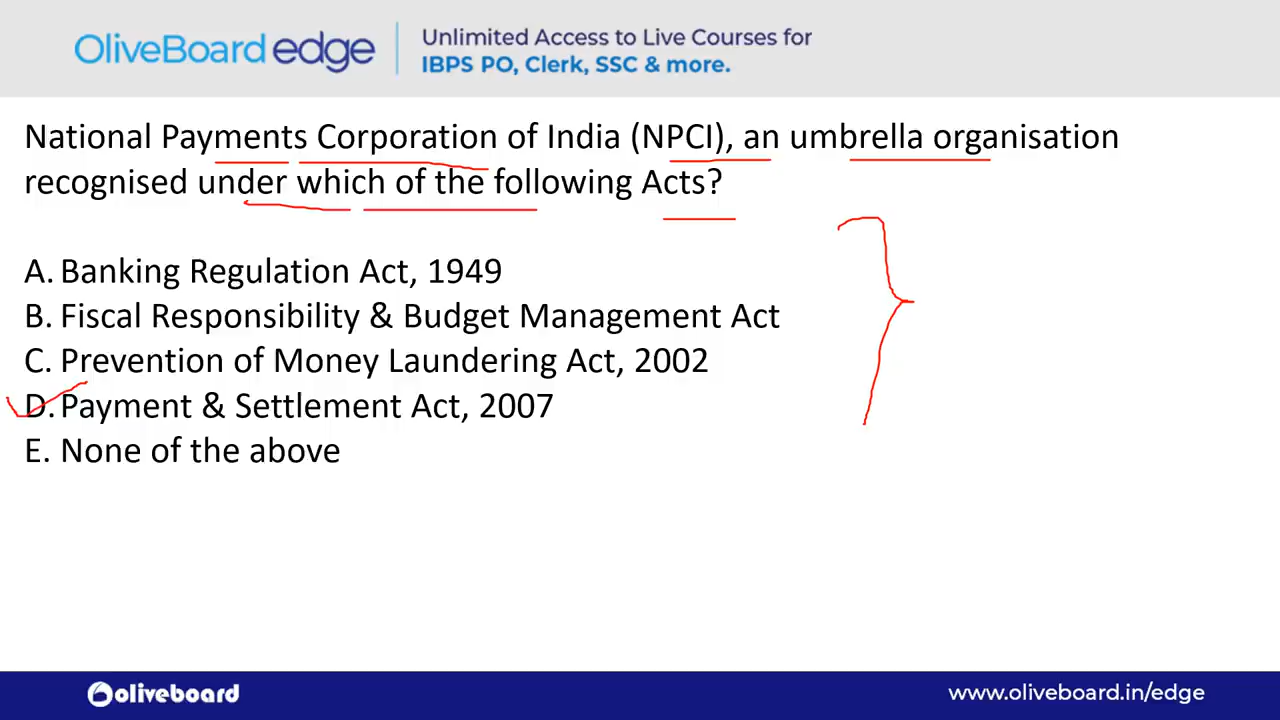 OliveBoard edge
Unlimited Access to Live Courses for
IBPS PO, Clerk, SSC & more.
National Payments Corporation of India (NPCI), an umbrella organisation
recognised under which of the following Acts?
A. Banking Regulation Act, 1949
B. Fiscal Responsibility & Budget Management Act
C. Prevention of Money Laundering Act, 2002
D. Payment & Settlement Act, 2007
E. None of the above
oliveboard
www.oliveboard.in/edge